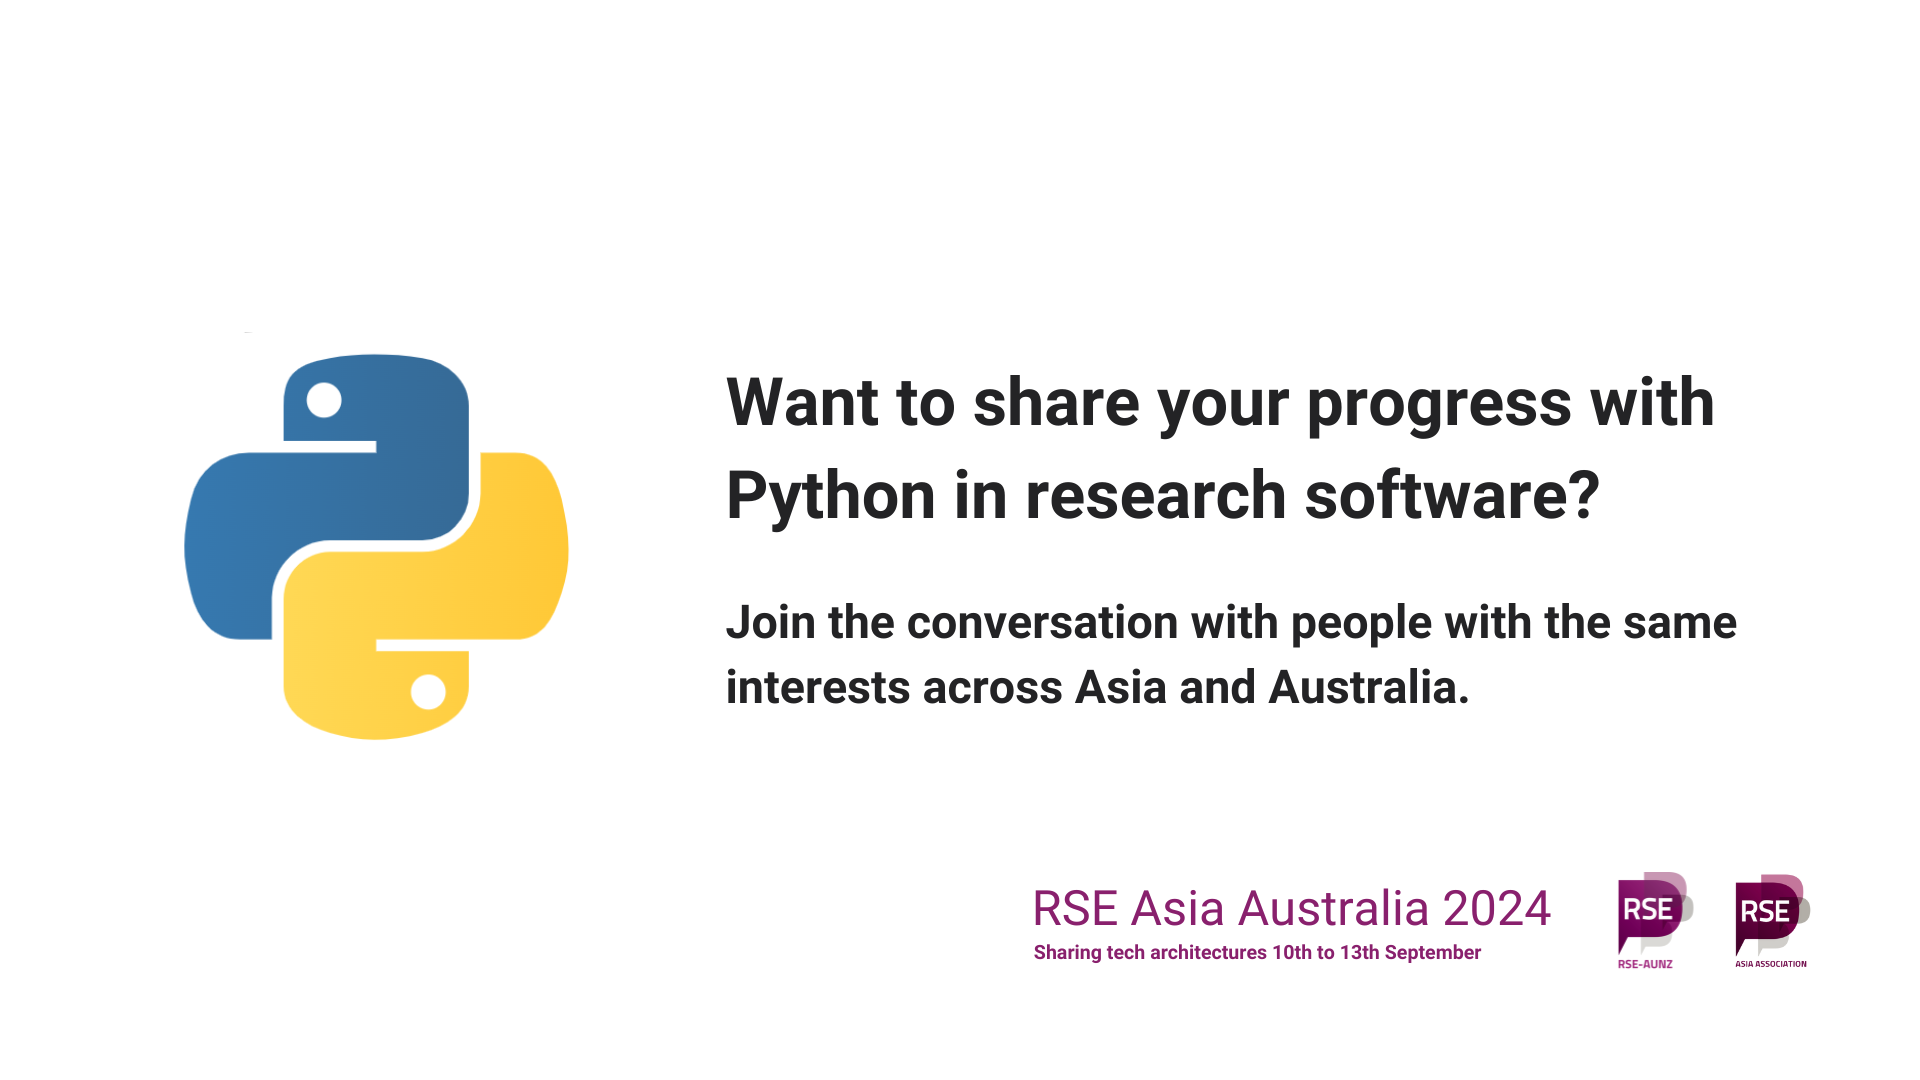 Want to share your progress with
Python in research software?
Join the conversation with people with the same
interests across Asia and Australia.
RSE Asia Australia 2024
Sharing tech architectures 10th to 13th September
RSE
RSE-AUNZ
RSE
ASIA ASSOCIATION